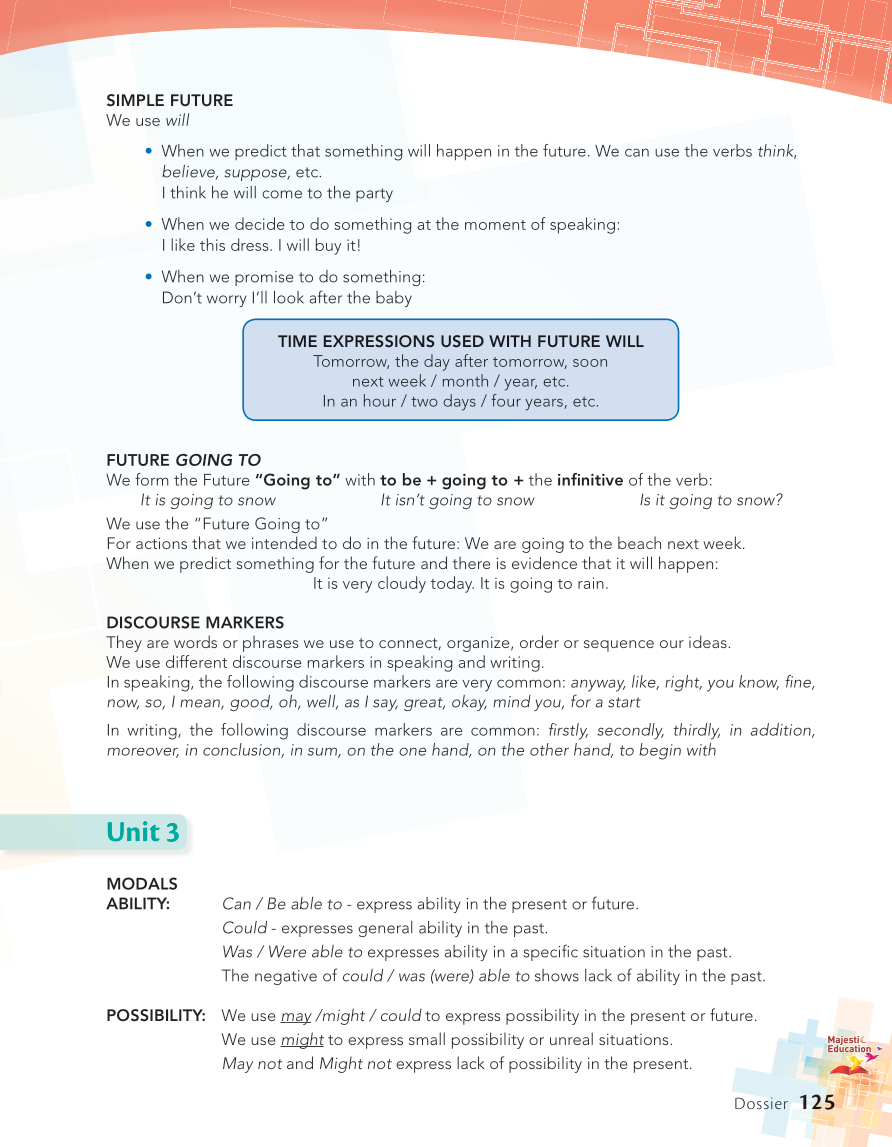 SIMPLE FUTURE
We use will
• When we predict that something will happen in the future. We can use the verbs think,
believe, suppose, etc.
I think he will come to the party
• When we decide to do something at the moment of speaking:
I like this dress. I will buy it!
• When we promise to do something:
Don't worry I'll look after the baby
TIME EXPRESSIONS USED WITH FUTURE WILL
Tomorrow, the day after tomorrow, soon
next week / month / year, etc.
In an hour / two days / four years, etc.
FUTURE GOING TO
We form the Future “Going to” with to be + going to + the infinitive of the verb:
It is going to snow It isn't going to snow Is it going to snow?
We use the “Future Going to”
For actions that we intended to do in the future: We are going to the beach next week.
When we predict something for the future and there is evidence that it will happen:
It is very cloudy today. It is going to rain.
DISCOURSE MARKERS
They are words or phrases we use to connect, organize, order or sequence our ideas.
We use different discourse markers in speaking and writing.
In speaking, the following discourse markers are very common: anyway, like, right, you know, fine,
now, so, I mean, good, oh, well, as I say, great, okay, mind you, for a start
In writing, the following discourse markers are common: firstly, secondly, thirdly, in addition,
moreover, in conclusion, in sum, on the one hand, on the other hand, to begin with
Unit 3
MODALS
ABILITY: Can / Be able to - express ability in the present or future.
Could - expresses general ability in the past.
Was / Were able to expresses ability in a specific situation in the past.
The negative of could / was (were) able to shows lack of ability in the past.
POSSIBILITY: We use may /might / could to express possibility in the present or future.
We use might to express small possibility or unreal situations.
May not and Might not express lack of possibility in the present.
Majestic
Education
Dossier 125